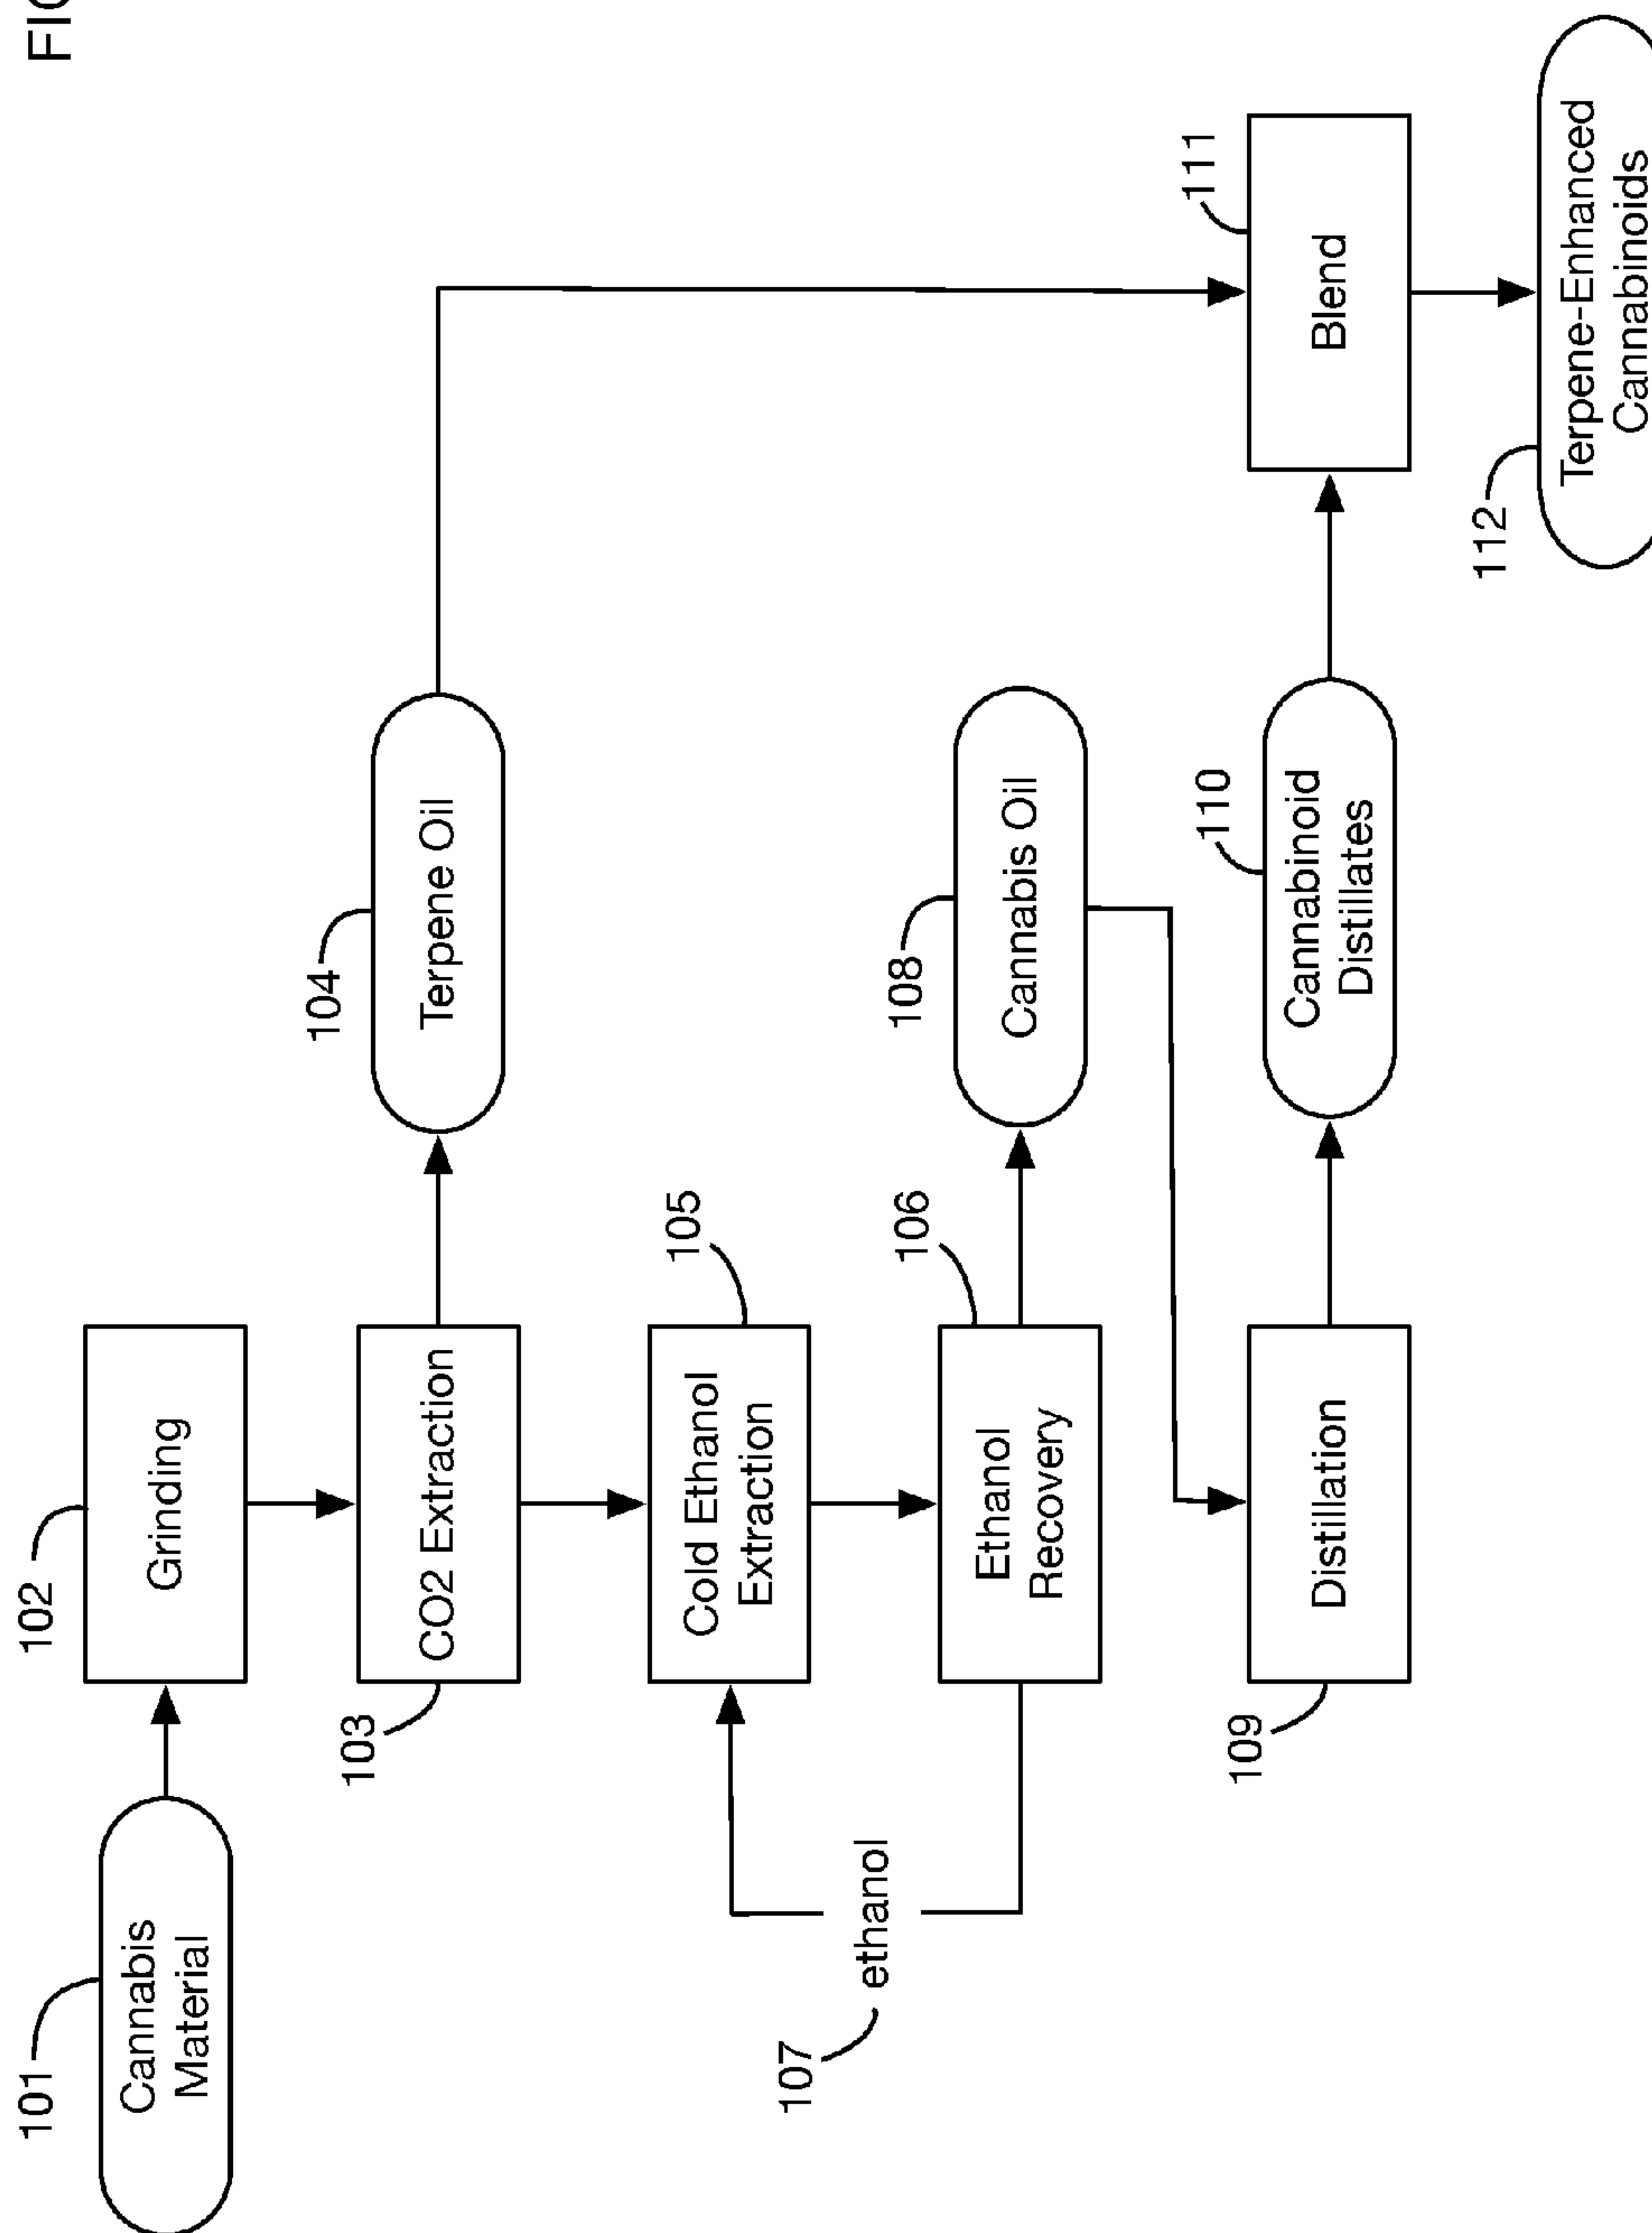 FIG
101
Cannabis
Material
102
Grinding
103
CO2 Extraction
104
Terpene Oil
105
Cold Ethanol
Extraction
106
Ethanol
Recovery
107
ethanol
108
Cannabis Oil
109
Distillation
110
Cannabinoid
Distillates
111
Blend
112
Terpene-Enhanced
Cannabinoids